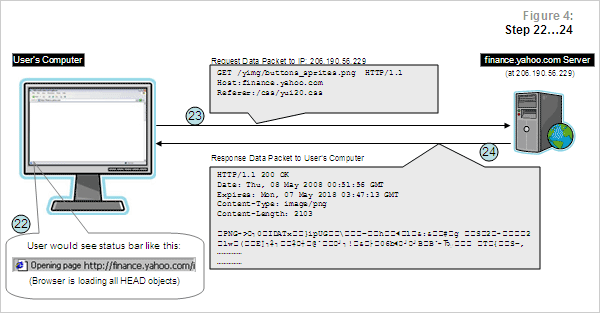 Figure 4:
Step 22...24
User's Computer
Request Data Packet to IP: 206.190.56.229
finance.yahoo.com Server
(at 206.190.56.229)
GET /yimg/buttons_sprites.png HTTP/1.1
Host:finance.yahoo.com
Referer:/css/yui20.css
23
24
Response Data Packet to User's Computer
HTTP/1.1 200 OK
Date: Thu, 08 May 2008 00:51:56 GMT
Expires: Mon, 07 May 2018 03:47:13 GMT
Content-Type: image/png
Content-Length: 2103
22
User would see status bar like this:
Opening page http://finance.yahoo.com/i
(Browser is loading all HEAD objects)